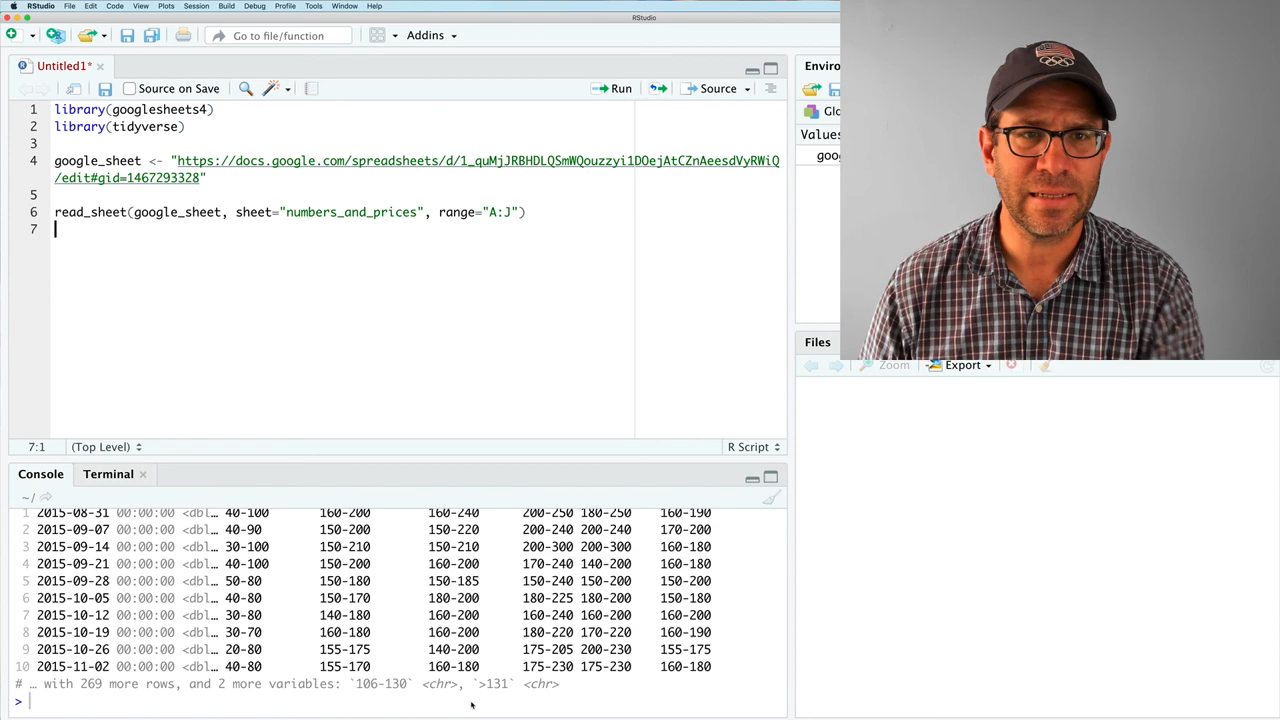 RStudio File Edit Code View Plots Session Build Debug Profile Tools Window Help
RStudio
Go to file/function Addins
Untitled1*
Source on Save Run Source
1 library(googlesheets4)
2 library(tidyverse)
3
4 google_sheet <- "https://docs.google.com/spreadsheets/d/1_quMjJRBHDLQSmWQouzzyi1DOejAtCZnAeesdVyRWiQ
/edit#gid=1467293328"
5
6 read_sheet(google_sheet, sheet="numbers_and_prices", range="A:J")
7
7:1 (Top Level) R Script
Console Terminal
~/
1 2015-08-31 00:00:00 <dbl… 40-100 160-200 160-240 200-250 180-250 160-190
2 2015-09-07 00:00:00 <dbl… 40-90 150-200 150-220 200-240 200-240 170-200
3 2015-09-14 00:00:00 <dbl… 30-100 150-210 150-210 200-300 200-300 160-180
4 2015-09-21 00:00:00 <dbl… 40-100 150-200 160-200 170-240 140-200 160-180
5 2015-09-28 00:00:00 <dbl… 50-80 150-180 150-185 150-240 150-200 150-200
6 2015-10-05 00:00:00 <dbl… 40-80 150-170 180-200 180-225 180-200 160-200
7 2015-10-12 00:00:00 <dbl… 30-80 140-180 160-200 160-240 160-200 160-200
8 2015-10-19 00:00:00 <dbl… 30-70 160-180 160-200 180-220 170-220 160-190
9 2015-10-26 00:00:00 <dbl… 20-80 155-175 140-200 175-205 200-230 155-175
10 2015-11-02 00:00:00 <dbl… 40-80 155-170 160-180 175-230 175-230 160-180
# … with 269 more rows, and 2 more variables: `106-130` <chr>, `>131` <chr>
>
Enviro
Glo
Values
goo
Files
Zoom Export